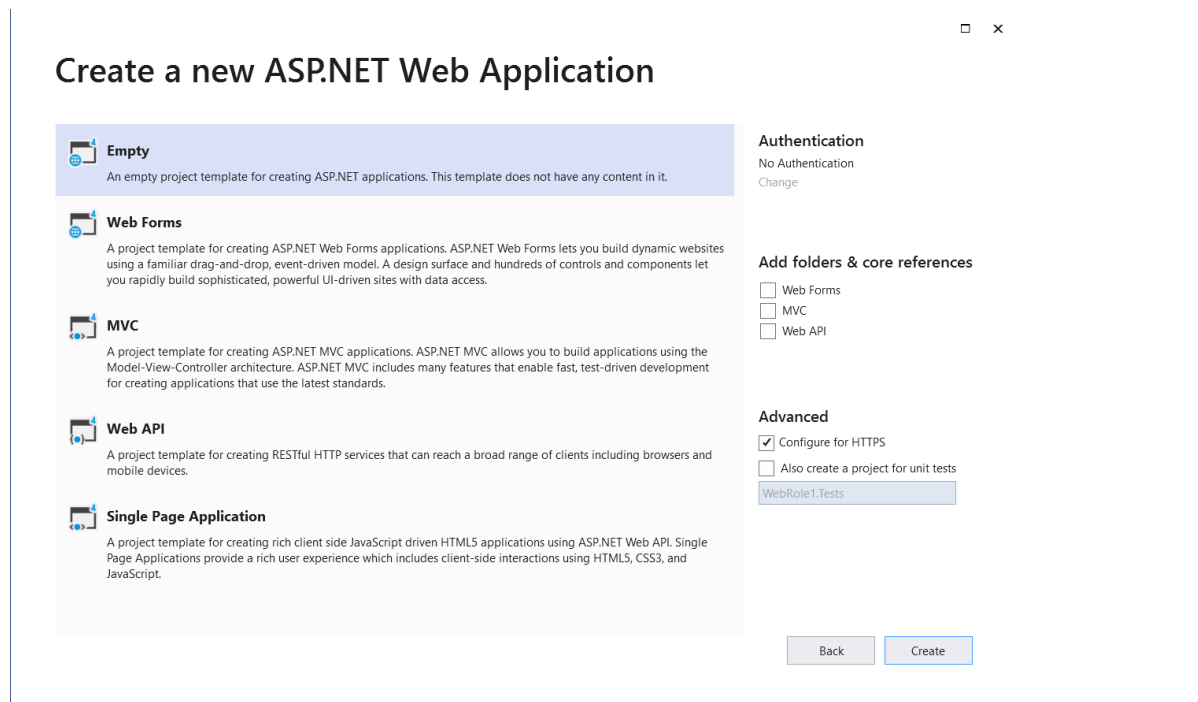 Create a new ASP.NET Web Application
Empty
An empty project template for creating ASP.NET applications. This template does not have any content in it.
Web Forms
A project template for creating ASP.NET Web Forms applications. ASP.NET Web Forms lets you build dynamic websites
using a familiar drag-and-drop, event-driven model. A design surface and hundreds of controls and components let
you rapidly build sophisticated, powerful UI-driven sites with data access.
MVC
A project template for creating ASP.NET MVC applications. ASP.NET MVC allows you to build applications using the
Model-View-Controller architecture. ASP.NET MVC includes many features that enable fast, test-driven development
for creating applications that use the latest standards.
Web API
A project template for creating RESTful HTTP services that can reach a broad range of clients including browsers and
mobile devices.
Single Page Application
A project template for creating rich client side JavaScript driven HTML5 applications using ASP.NET Web API. Single
Page Applications provide a rich user experience which includes client-side interactions using HTML5, CSS3, and
JavaScript.
Authentication
No Authentication
Change
Add folders & core references
Web Forms
MVC
Web API
Advanced
Configure for HTTPS
Also create a project for unit tests
WebRole1.Tests
Back
Create